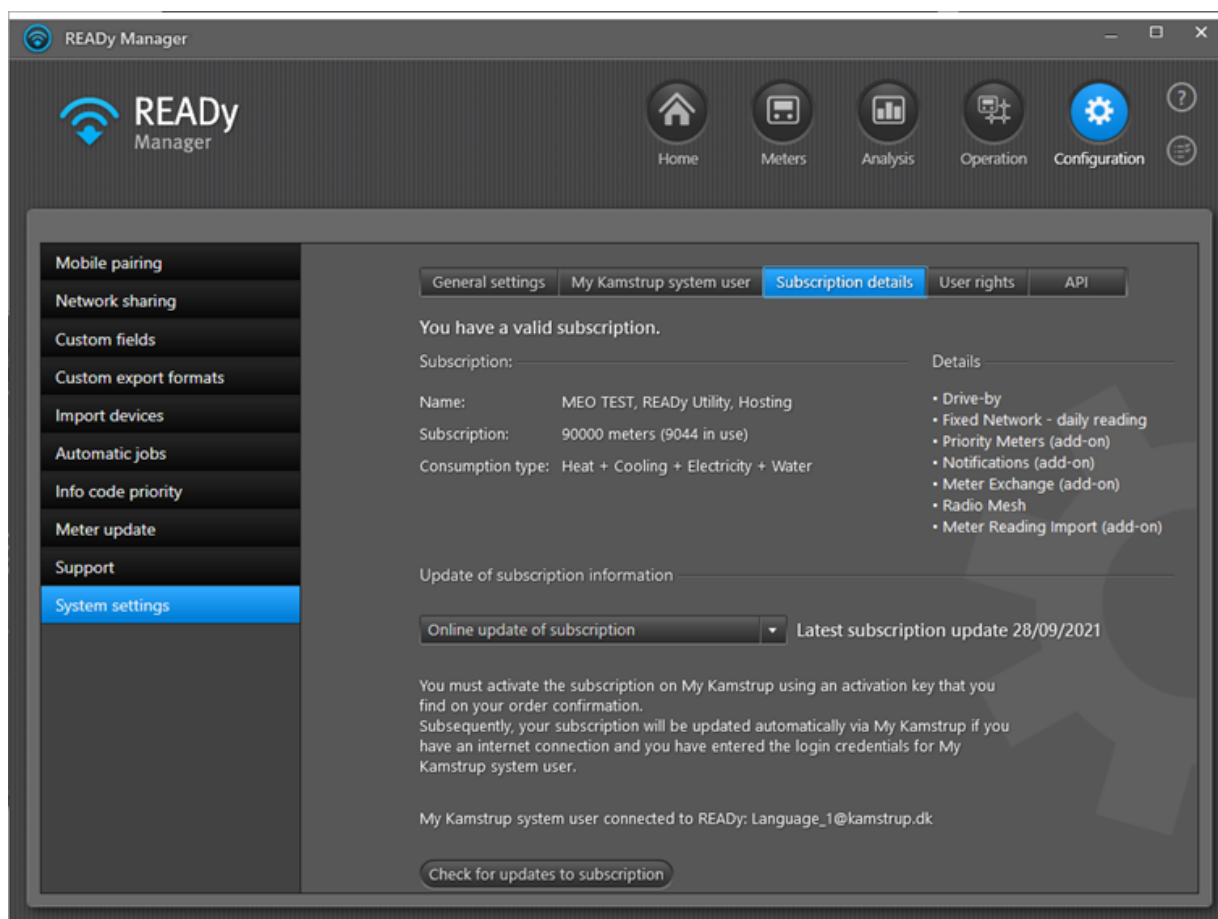 READy Manager
READy
Manager
Home
Meters
Analysis
Operation
Configuration
?
Mobile pairing
Network sharing
Custom fields
Custom export formats
Import devices
Automatic jobs
Info code priority
Meter update
Support
System settings
General settings
My Kamstrup system user
Subscription details
User rights
API
You have a valid subscription.
Subscription:
Name: MEO TEST, READy Utility, Hosting
Subscription: 90000 meters (9044 in use)
Consumption type: Heat + Cooling + Electricity + Water
Details
• Drive-by
• Fixed Network - daily reading
• Priority Meters (add-on)
• Notifications (add-on)
• Meter Exchange (add-on)
• Radio Mesh
• Meter Reading Import (add-on)
Update of subscription information
Online update of subscription
Latest subscription update 28/09/2021
You must activate the subscription on My Kamstrup using an activation key that you
find on your order confirmation.
Subsequently, your subscription will be updated automatically via My Kamstrup if you
have an internet connection and you have entered the login credentials for My
Kamstrup system user.
My Kamstrup system user connected to READy: Language_1@kamstrup.dk
Check for updates to subscription